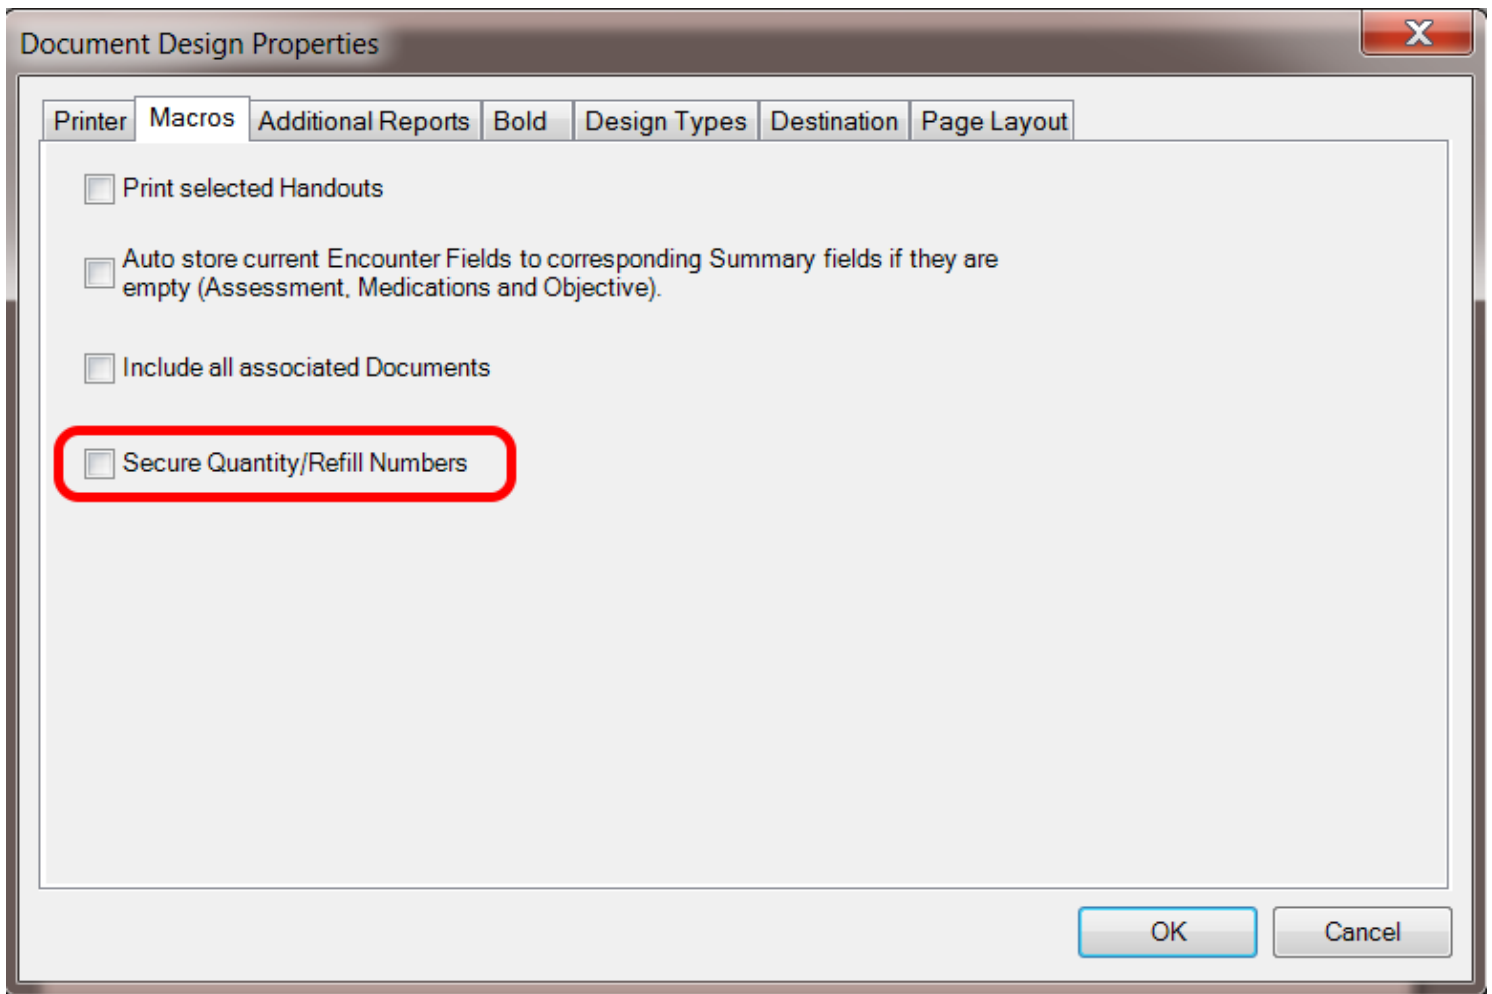 Document Design Properties
X
Printer Macros Additional Reports Bold Design Types Destination Page Layout
Print selected Handouts
Auto store current Encounter Fields to corresponding Summary fields if they are
empty (Assessment, Medications and Objective).
Include all associated Documents
Secure Quantity/Refill Numbers
OK Cancel